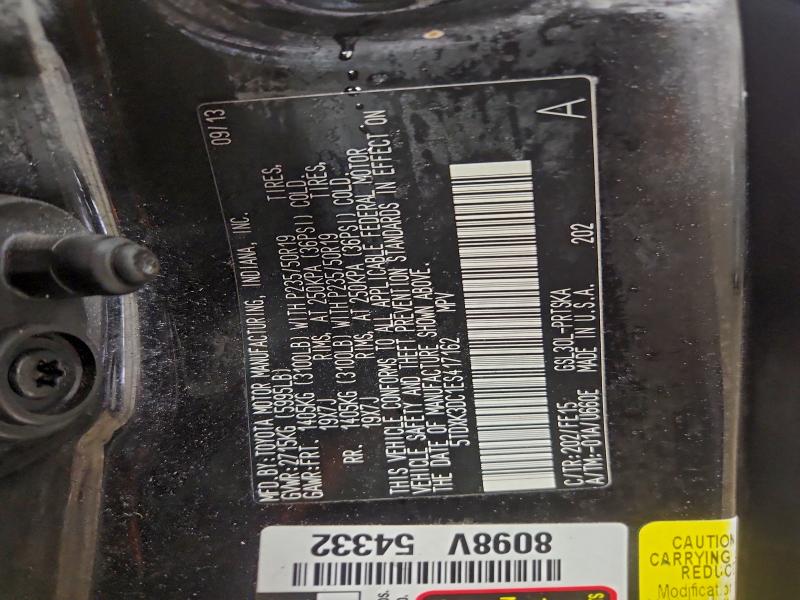 MFD.BY:TOYOTA MOTOR MANUFACTURING, INDIANA, INC. 09/13
GVWR:2715KG (5995LB)
GAWR:FRT. 1405KG (3100LB) WITH P235/50R19 TIRES,
19X7J RIMS, AT 250KPA (36PSI) COLD.
RR. 1405KG (3100LB) WITH P235/50R19 TIRES,
19X7J RIMS, AT 250KPA (36PSI) COLD.
THIS VEHICLE CONFORMS TO ALL APPLICABLE FEDERAL MOTOR
VEHICLE SAFETY AND THEFT PREVENTION STANDARDS IN EFFECT ON
THE DATE OF MANUFACTURE SHOWN ABOVE.
5TDXK3DC1ES417162 MPV
C/TR:202/FE15 GSL30L-PRTSKA
A/TM:-01A/U660E MADE IN U.S.A. 202
A
8098V 54332
CAUTION
CARRYING
REDUC
Modificat